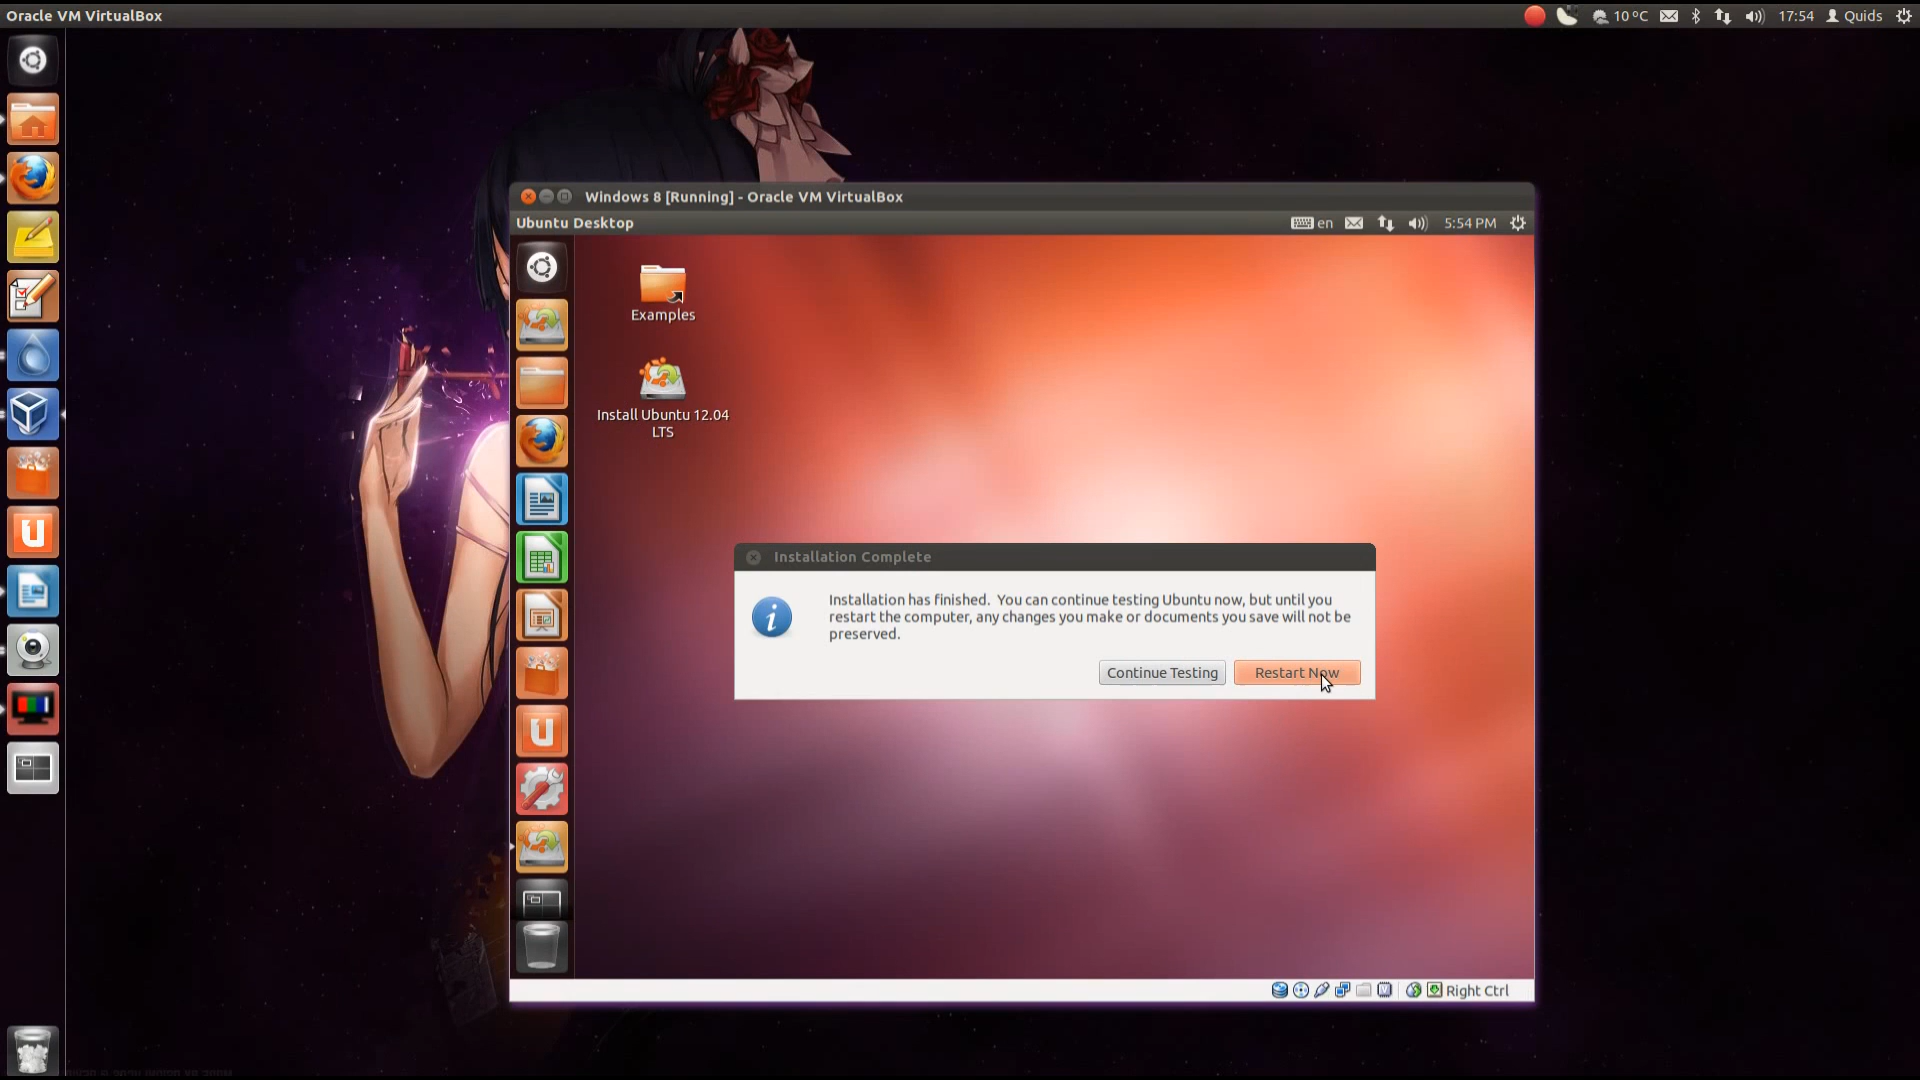 Oracle VM VirtualBox
10 °C
17:54
Quids
Windows 8 [Running] - Oracle VM VirtualBox
Ubuntu Desktop
en
5:54 PM
Examples
Install Ubuntu 12.04
LTS
Installation Complete
Installation has finished.  You can continue testing Ubuntu now, but until you
restart the computer, any changes you make or documents you save will not be
preserved.
Continue Testing
Restart Now
Right Ctrl